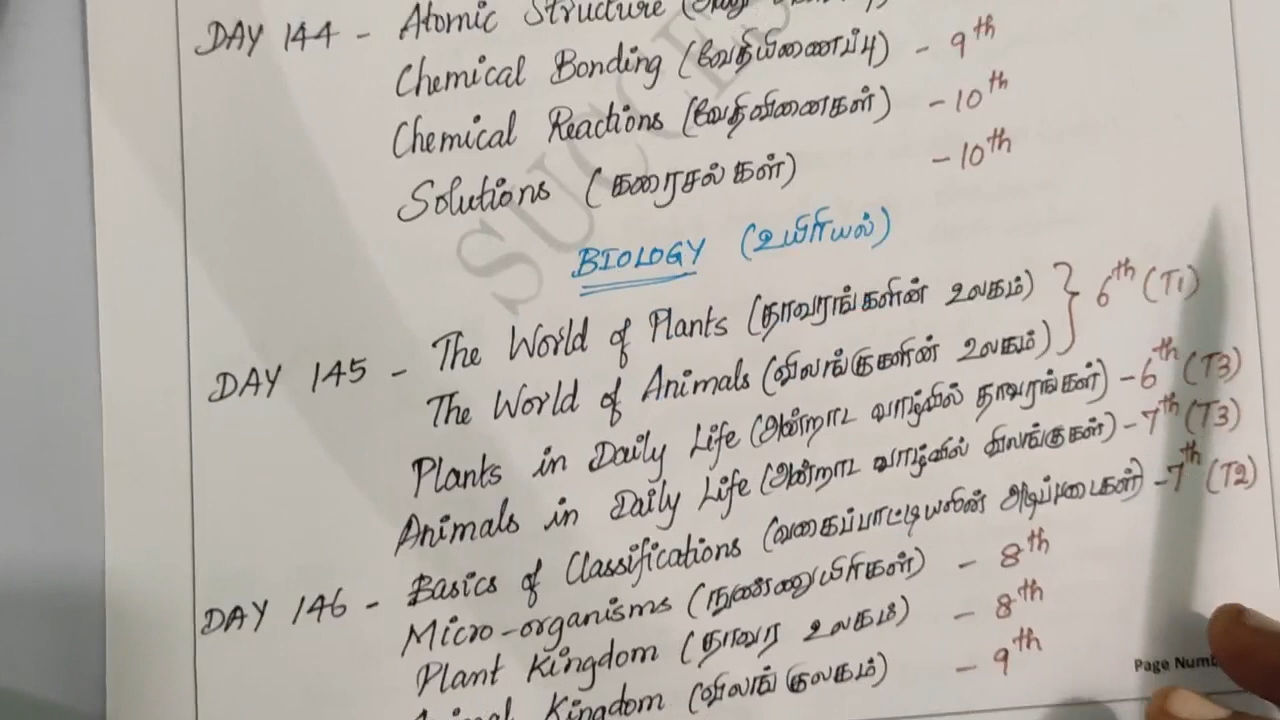 DAY 144 - Atomic Structure
Chemical Bonding (வேதியிணைப்பு) - 9th
Chemical Reactions (வேதிவினைகள்) - 10th
Solutions (கரைசல்கள்) - 10th
SUCCES
BIOLOGY (உயிரியல்)
DAY 145 - The World of Plants (தாவரங்களின் உலகம்) } 6th (T1)
The World of Animals (விலங்குகளின் உலகம்)
Plants in Daily Life (அன்றாட வாழ்வில் தாவரங்கள்) - 6th (T3)
Animals in Daily Life (அன்றாட வாழ்வில் விலங்குகள்) - 7th (T3)
DAY 146 - Basics of Classifications (வகைப்பாட்டியலின் அடிப்படைகள்) - 7th (T2)
Micro-organisms (நுண்ணுயிரிகள்) - 8th
Plant Kingdom (தாவர உலகம்) - 8th
Kingdom (விலங்குலகம்) - 9th
Page Num